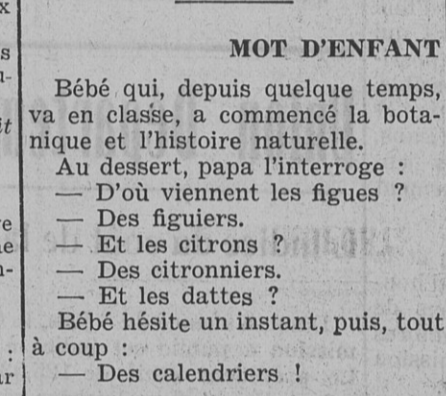 MOT D'ENFANT
Bébé qui, depuis quelque temps,
va en classe, a commencé la bota-
nique et l'histoire naturelle.
Au dessert, papa l'interroge :
— D'où viennent les figues ?
— Des figuiers.
— Et les citrons ?
— Des citronniers.
— Et les dattes ?
Bébé hésite un instant, puis, tout
à coup :
— Des calendriers !